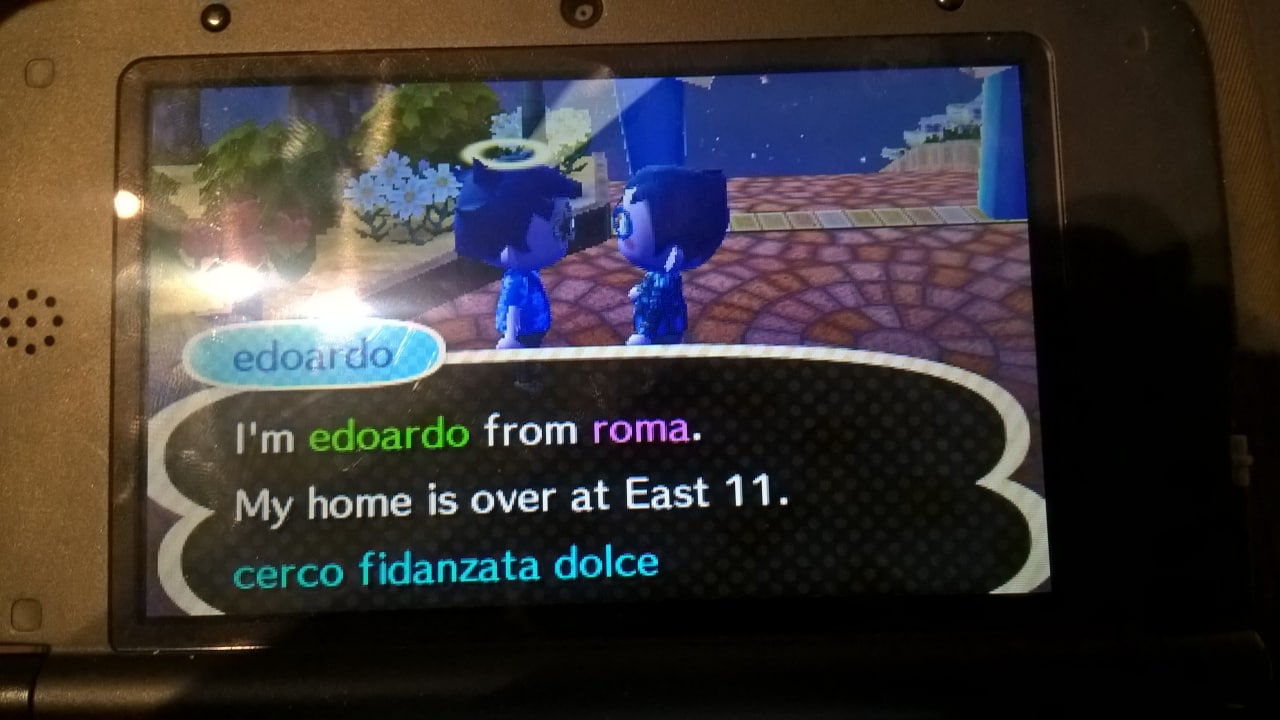 edoardo
I'm edoardo from roma.
My home is over at East 11.
cerco fidanzata dolce